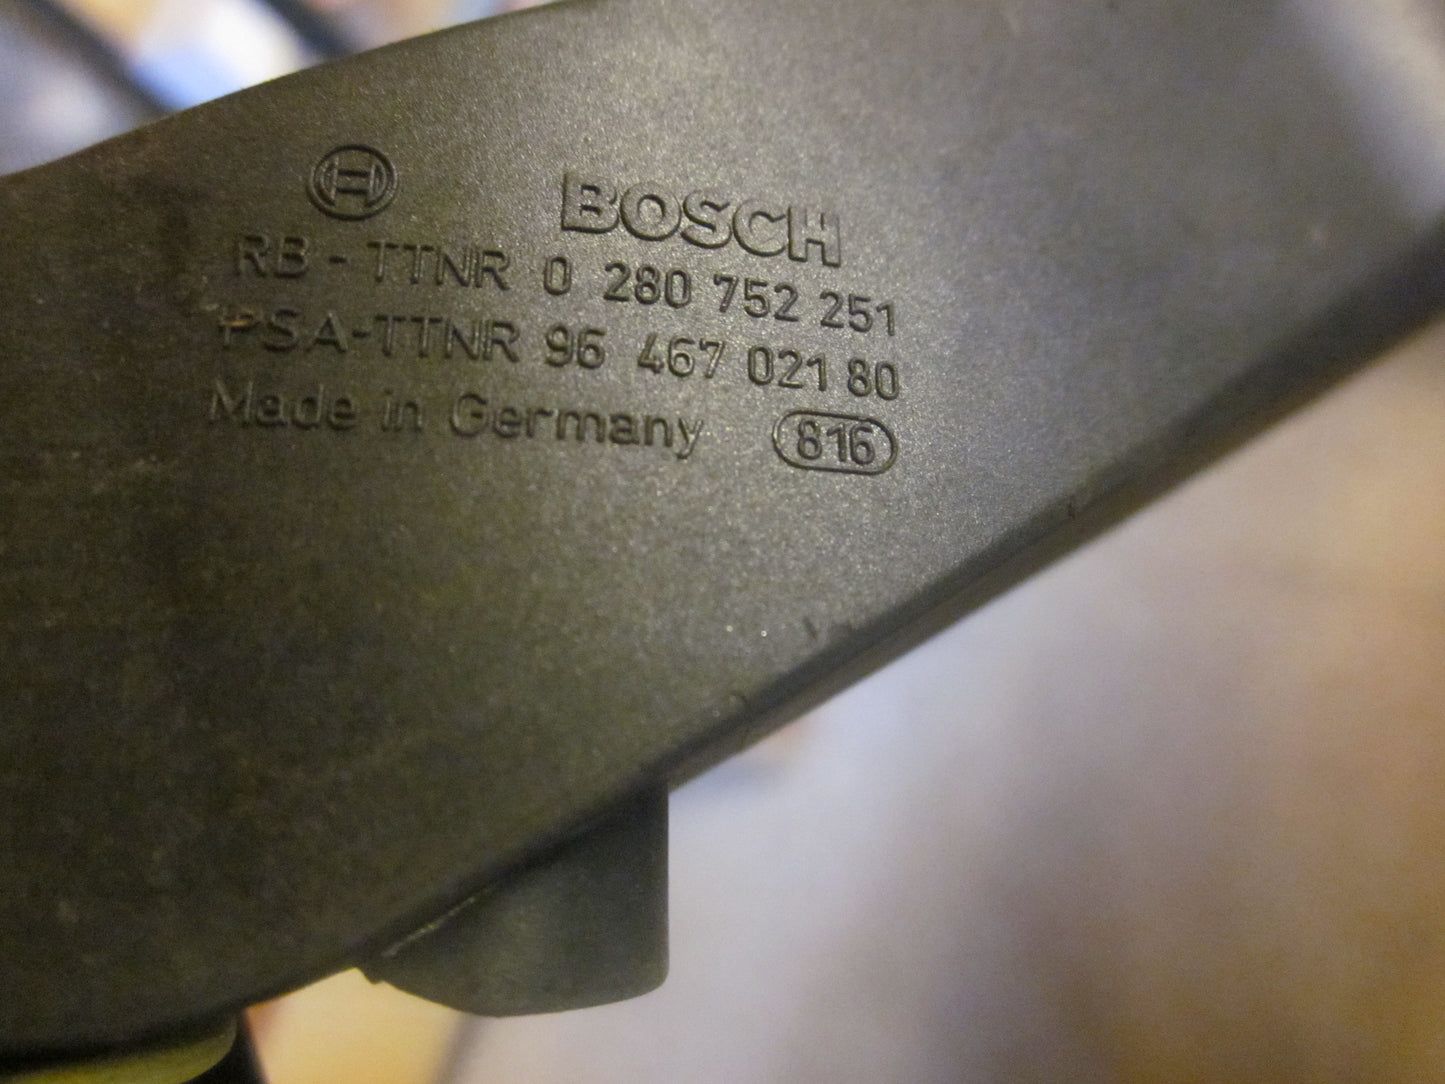 BOSCH
RB - TTNR 0 280 752 251
PSA-TTNR 96 467 021 80
Made in Germany 816